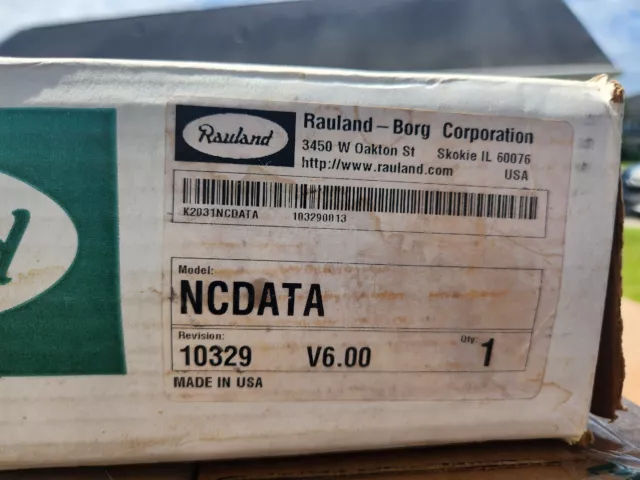 Rauland
Rauland-Borg Corporation
3450 W Oakton St Skokie IL 60076
http://www.rauland.com USA
K2031NCDATA 103290013
Model:
NCDATA
Revision: Qty:
10329 V6.00 1
MADE IN USA
d